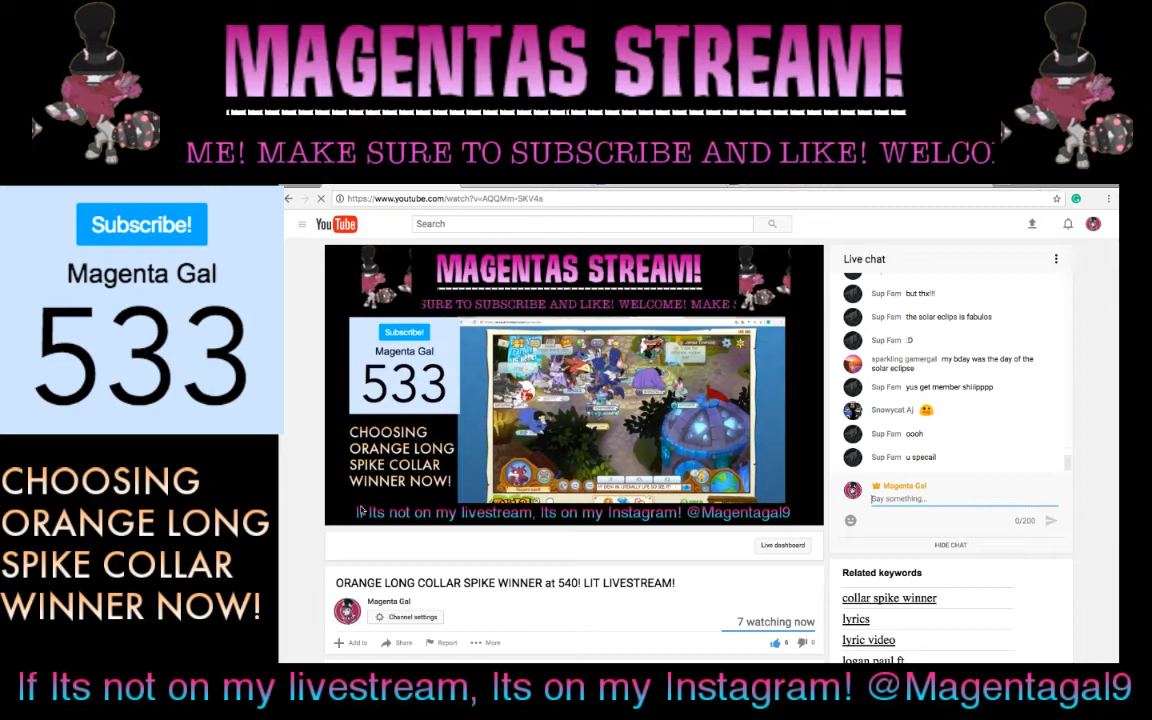 MAGENTAS STREAM!
ME! MAKE SURE TO SUBSCRIBE AND LIKE! WELCO
Subscribe!
Magenta Gal
533
CHOOSING
ORANGE LONG
SPIKE COLLAR
WINNER NOW!
https://www.youtube.com/watch?v=AQQMm-SKV4s
YouTube
Search
MAGENTAS STREAM!
SURE TO SUBSCRIBE AND LIKE! WELCOME! MAKE
Subscribe!
Magenta Gal
533
CHOOSING
ORANGE LONG
SPIKE COLLAR
WINNER NOW!
If Its not on my livestream, Its on my Instagram! @Magentagal9
Live dashboard
ORANGE LONG COLLAR SPIKE WINNER at 540! LIT LIVESTREAM!
Magenta Gal
Channel settings
7 watching now
Add to
Share
Report
More
6
0
Live chat
Sup Fam but thx!!!
Sup Fam the solar eclips is fabulos
Sup Fam :D
sparkling gamergal my bday was the day of the
solar eclipse
Sup Fam yus get member shiiipppp
Snowycat Aj
Sup Fam oooh
Sup Fam u specail
Magenta Gal
Say something...
0/200
HIDE CHAT
Related keywords
collar spike winner
lyrics
lyric video
logan paul ft
If Its not on my livestream, Its on my Instagram! @Magentagal9